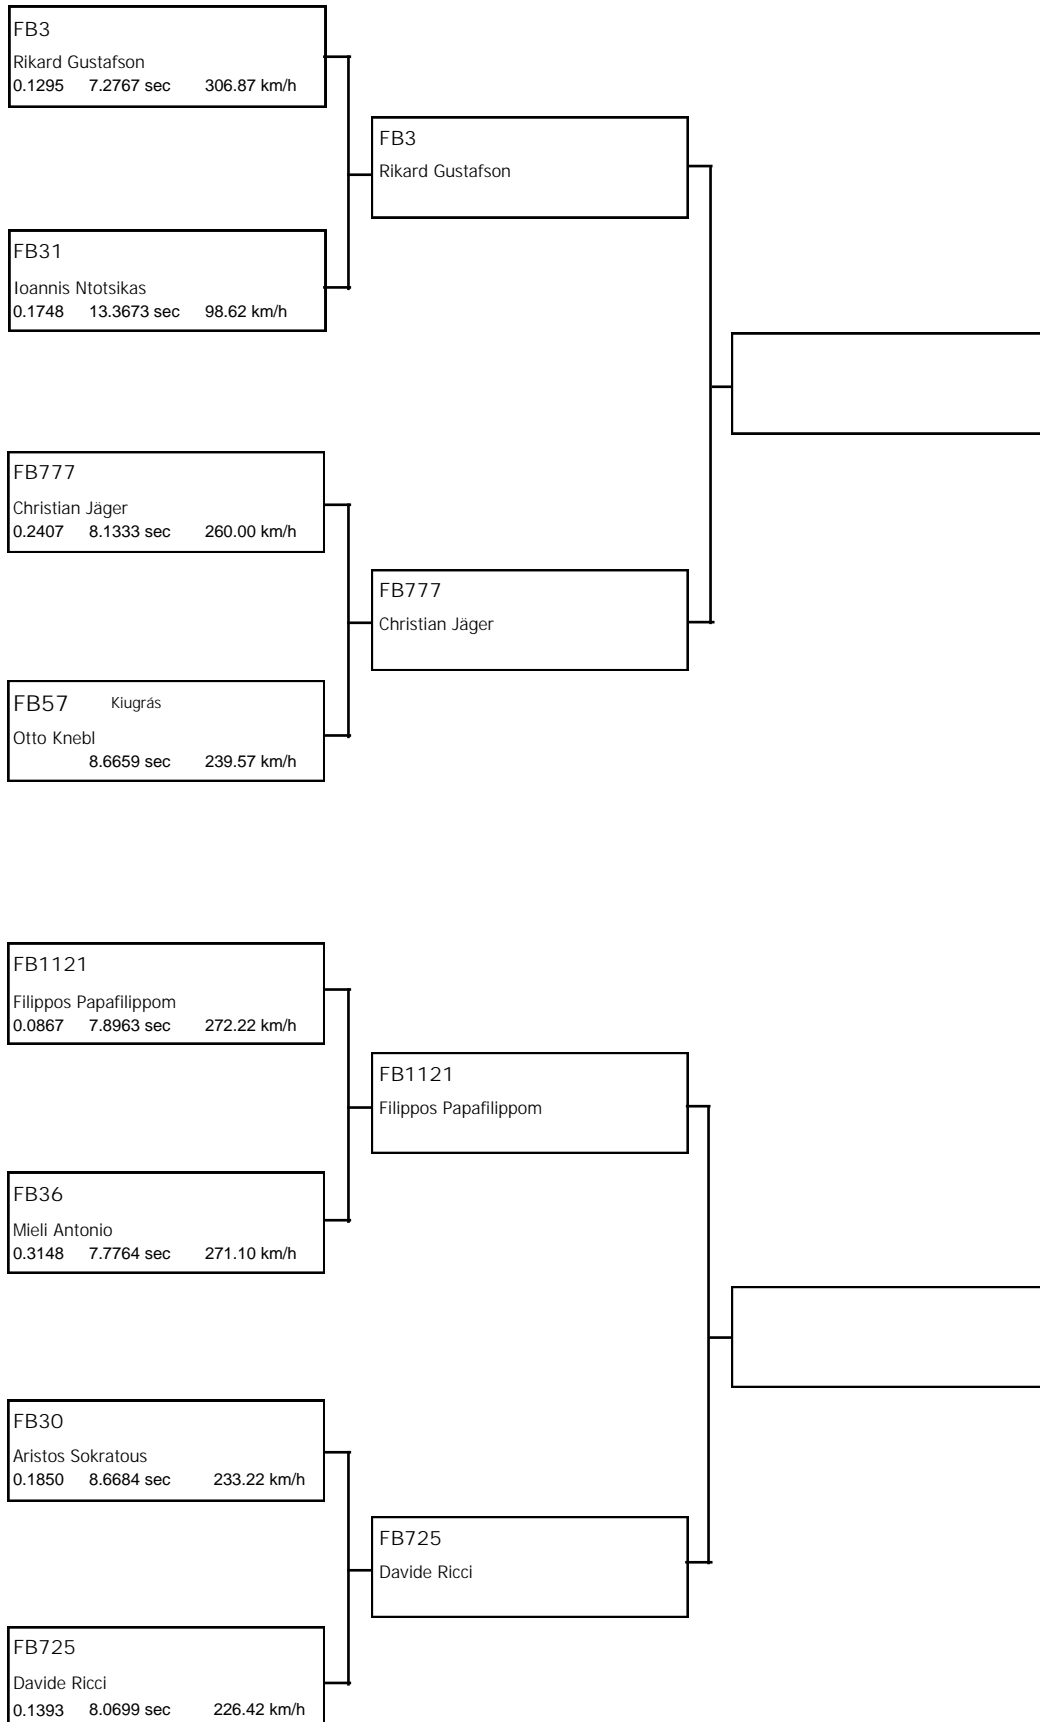 FB3
Rikard Gustafson
0.1295 7.2767 sec 306.87 km/h
FB31
Ioannis Ntotsikas
0.1748 13.3673 sec 98.62 km/h
FB777
Christian Jäger
0.2407 8.1333 sec 260.00 km/h
FB57 Kiugrás
Otto Knebl
8.6659 sec 239.57 km/h
FB1121
Filippos Papafilippom
0.0867 7.8963 sec 272.22 km/h
FB36
Mieli Antonio
0.3148 7.7764 sec 271.10 km/h
FB30
Aristos Sokratous
0.1850 8.6684 sec 233.22 km/h
FB725
Davide Ricci
0.1393 8.0699 sec 226.42 km/h
FB3
Rikard Gustafson
FB777
Christian Jäger
FB1121
Filippos Papafilippom
FB725
Davide Ricci